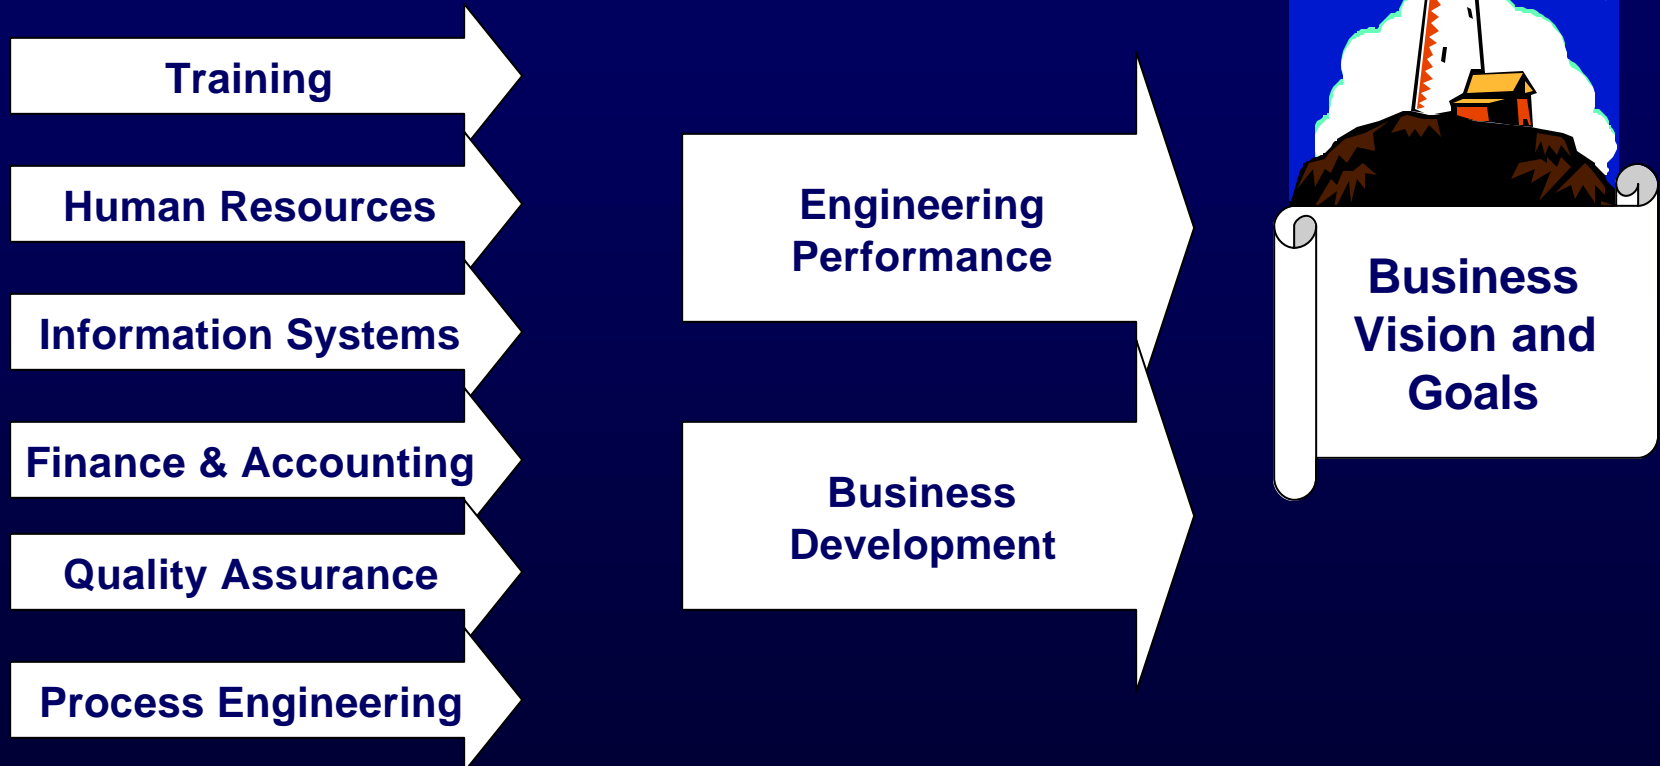 Training
Human Resources
Information Systems
Finance & Accounting
Quality Assurance
Process Engineering
Engineering
Performance
Business
Development
Business
Vision and
Goals